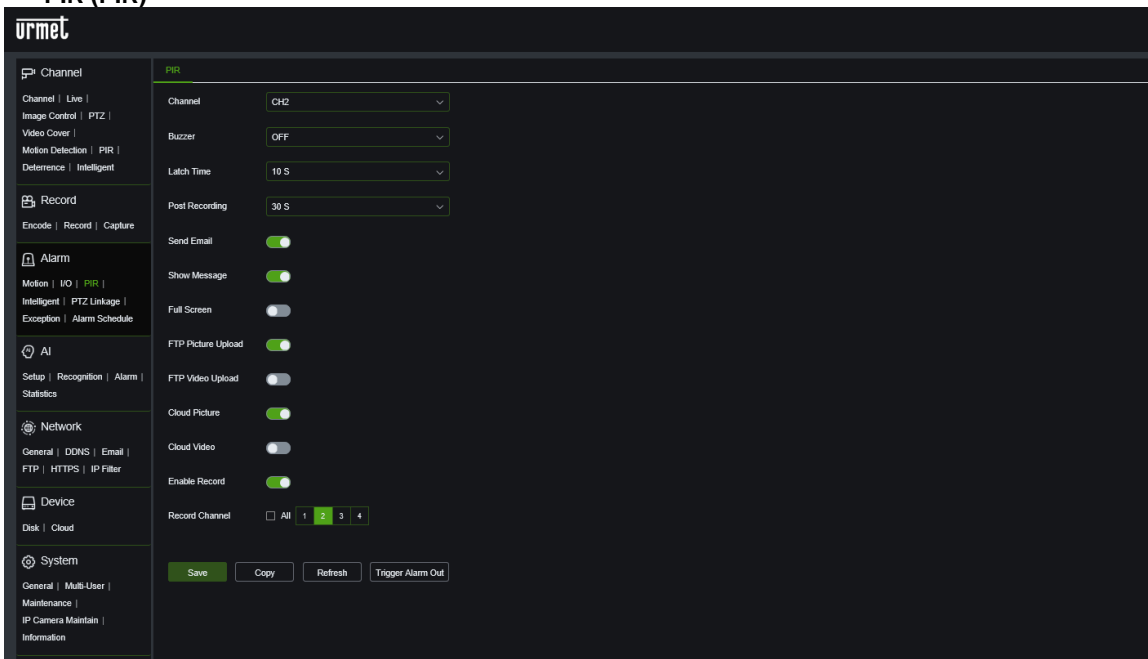 PIR (PIR)
urmet
Channel
Channel | Live |
Image Control | PTZ |
Video Cover |
Motion Detection | PIR |
Deterrence | Intelligent
Record
Encode | Record | Capture
Alarm
Motion | I/O | PIR |
Intelligent | PTZ Linkage |
Exception | Alarm Schedule
AI
Setup | Recognition | Alarm |
Statistics
Network
General | DDNS | Email |
FTP | HTTPS | IP Filter
Device
Disk | Cloud
System
General | Multi-User |
Maintenance |
IP Camera Maintain |
Information
PIR
Channel CH2
Buzzer OFF
Latch Time 10 S
Post Recording 30 S
Send Email
Show Message
Full Screen
FTP Picture Upload
FTP Video Upload
Cloud Picture
Cloud Video
Enable Record
Record Channel All 1 2 3 4
Save Copy Refresh Trigger Alarm Out